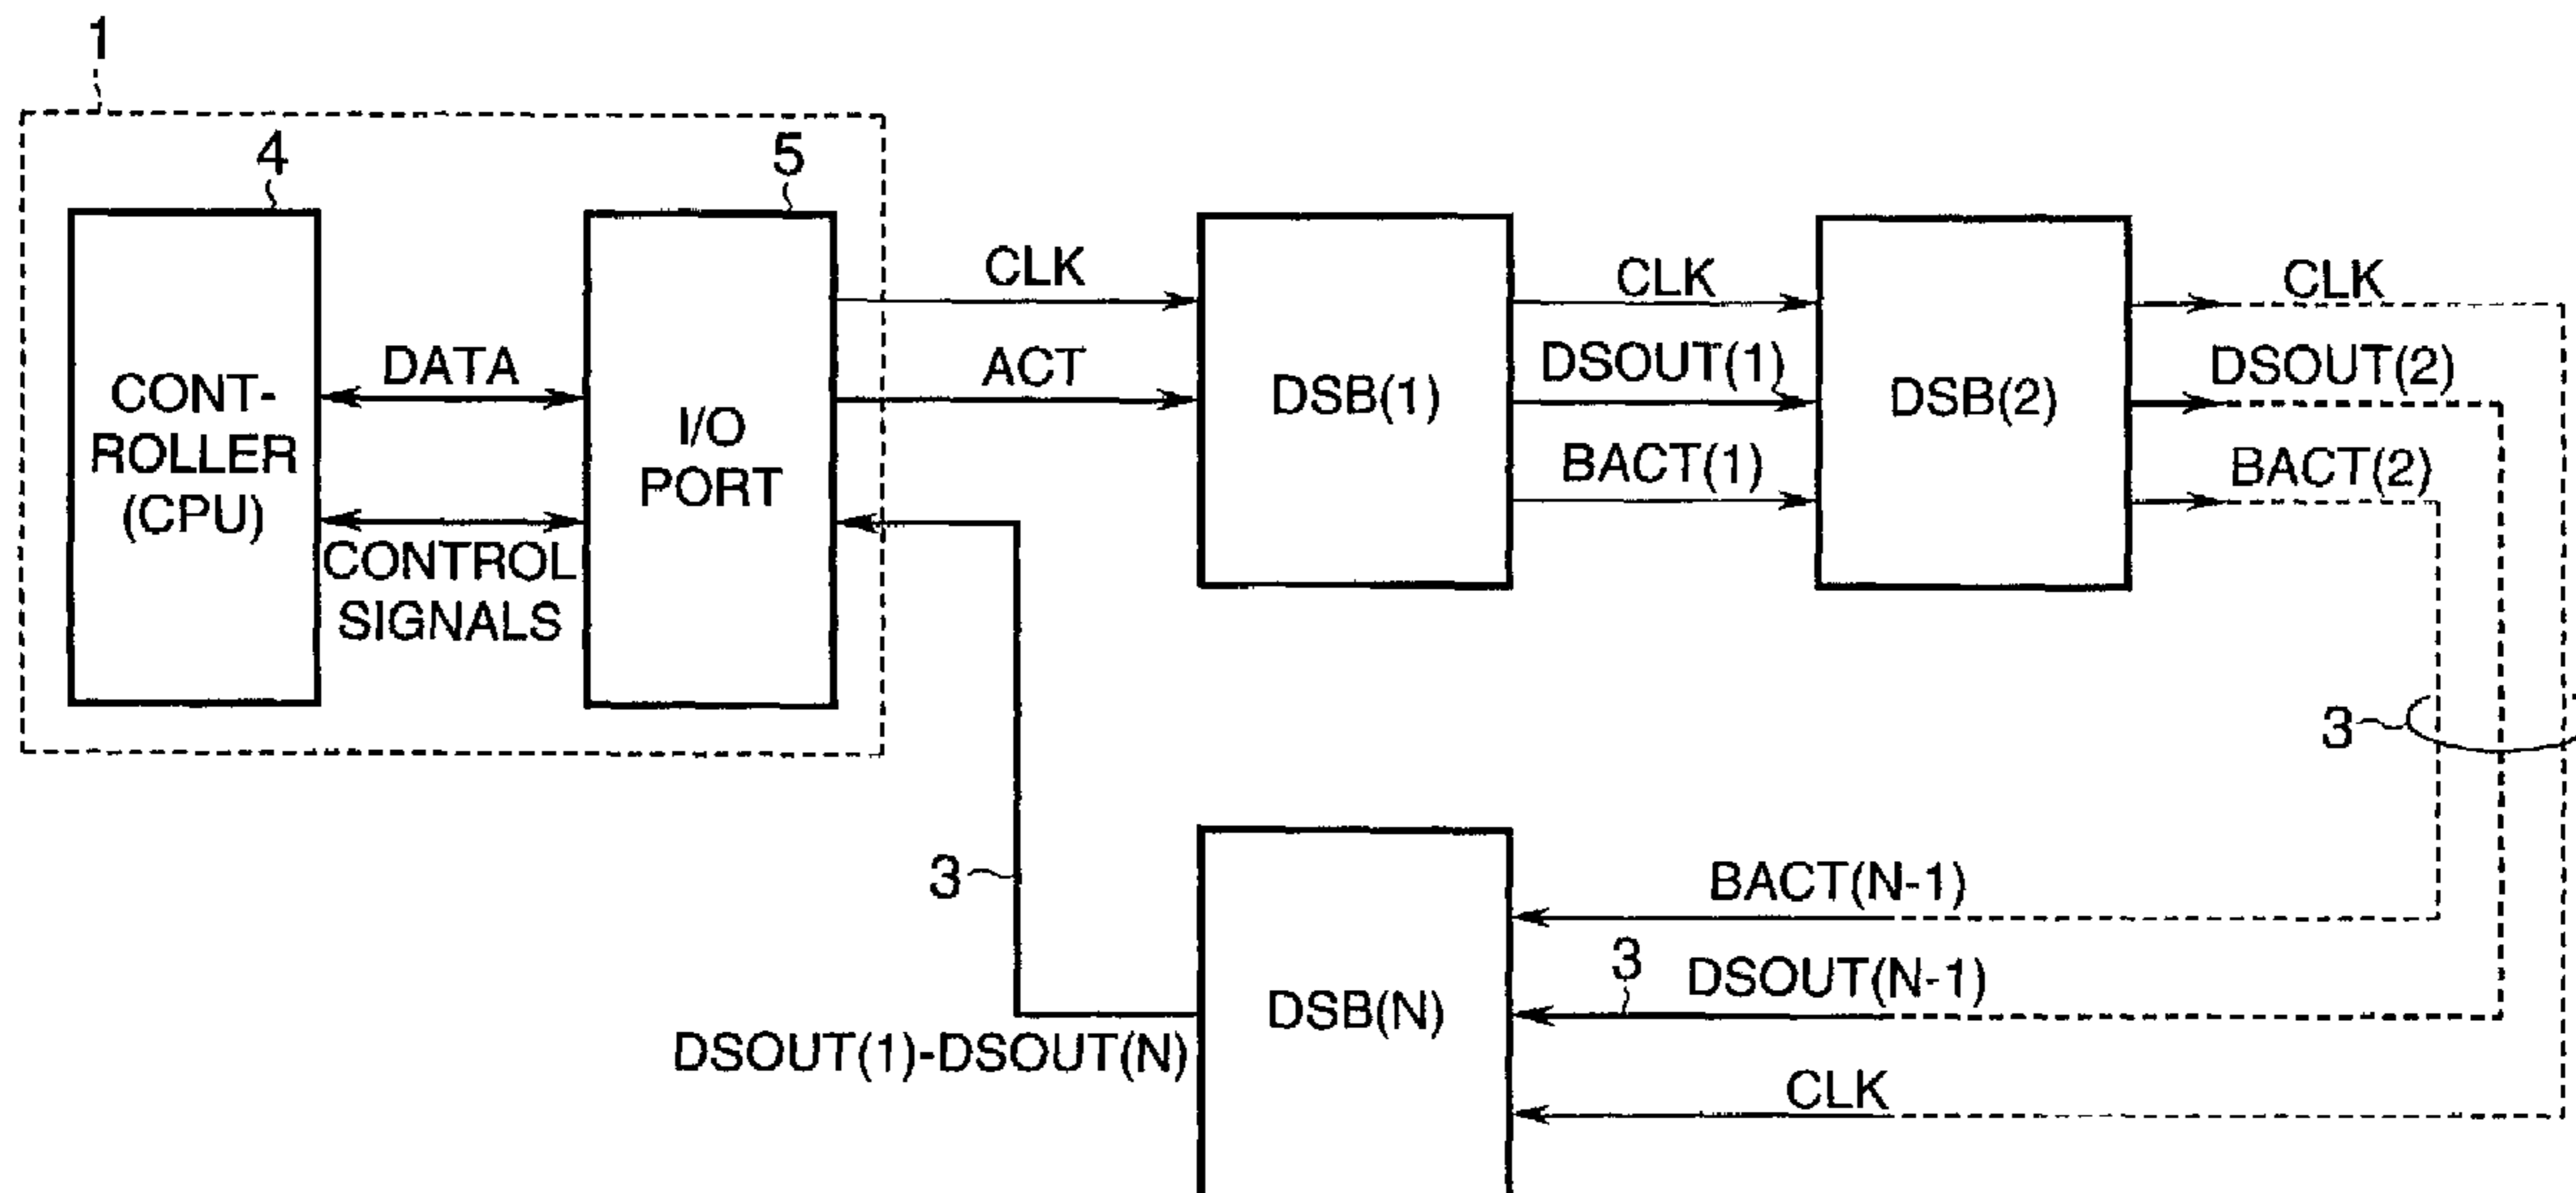 1
4
5
CONT-
ROLLER
(CPU)
DATA
CONTROL
SIGNALS
I/O
PORT
CLK
ACT
DSB(1)
CLK
DSOUT(1)
BACT(1)
DSB(2)
CLK
DSOUT(2)
BACT(2)
3
3
DSOUT(1)-DSOUT(N)
DSB(N)
BACT(N-1)
3
DSOUT(N-1)
CLK